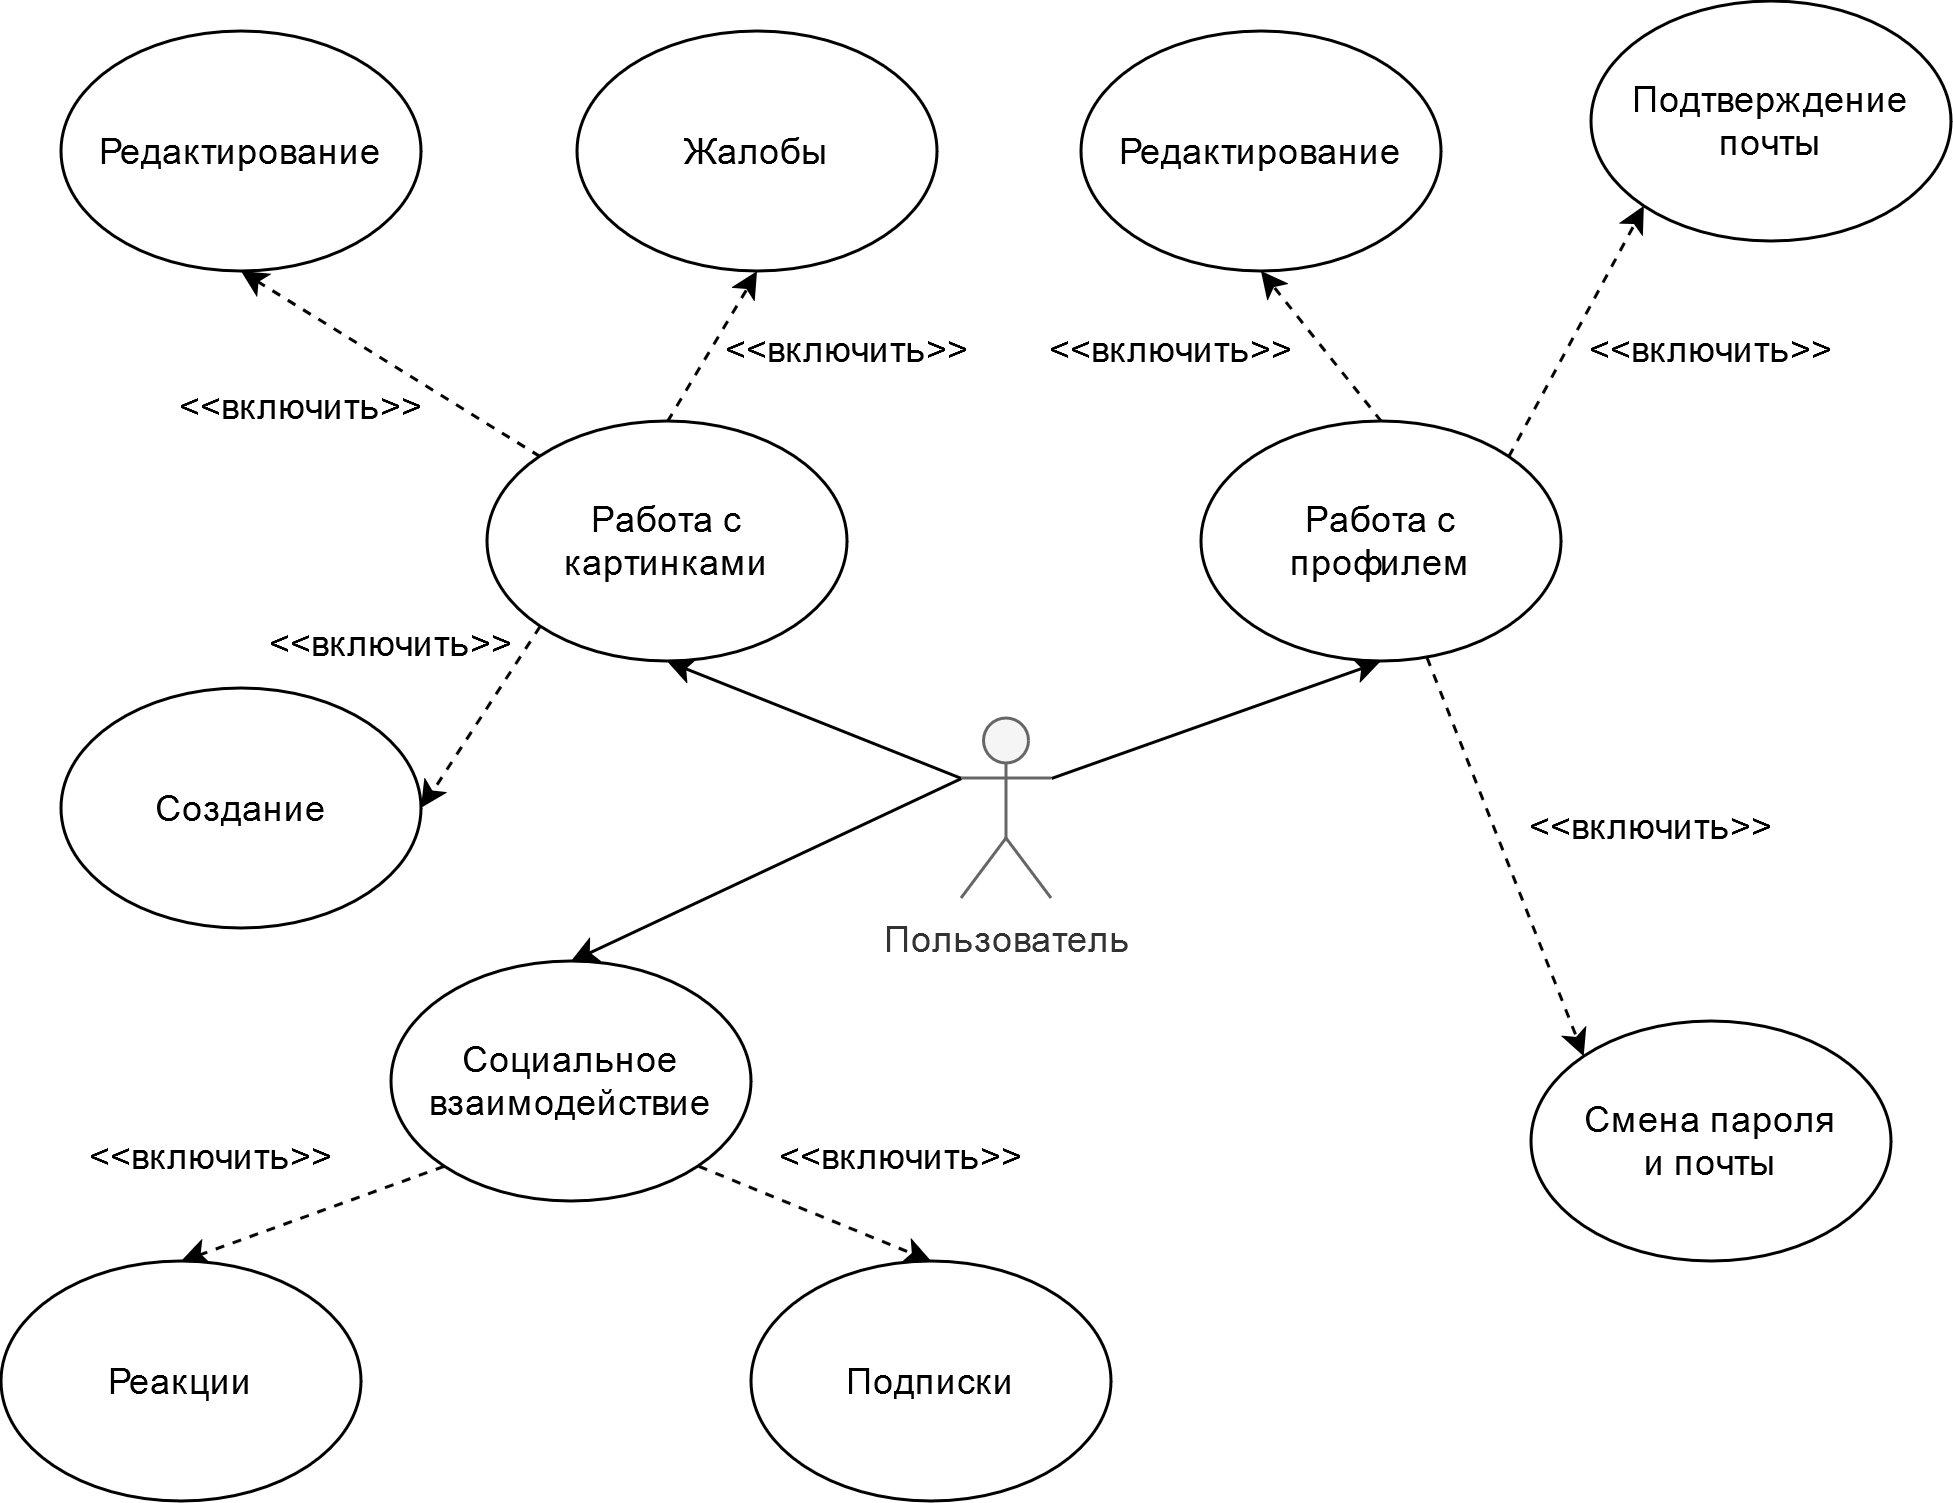 Редактирование
Жалобы
Редактирование
Подтверждение
почты
<<включить>>
<<включить>>
<<включить>>
<<включить>>
Работа с
картинками
Работа с
профилем
<<включить>>
Создание
<<включить>>
Пользователь
Социальное
взаимодействие
Смена пароля
и почты
<<включить>>
<<включить>>
Реакции
Подписки